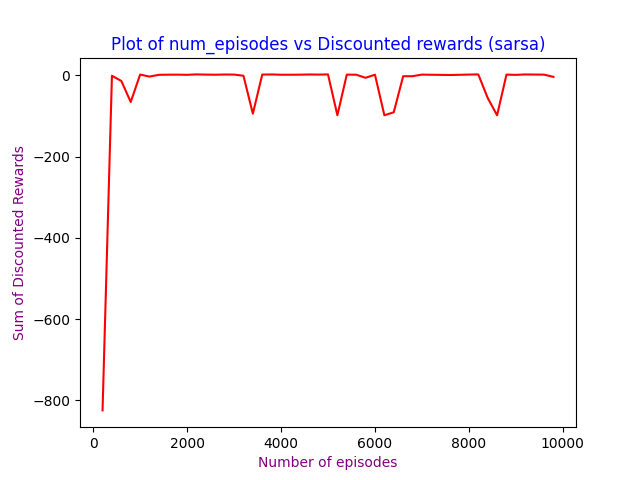 Plot of num_episodes vs Discounted rewards (sarsa)
0
−200
−400
−600
−800
Sum of Discounted Rewards
0 2000 4000 6000 8000 10000
Number of episodes